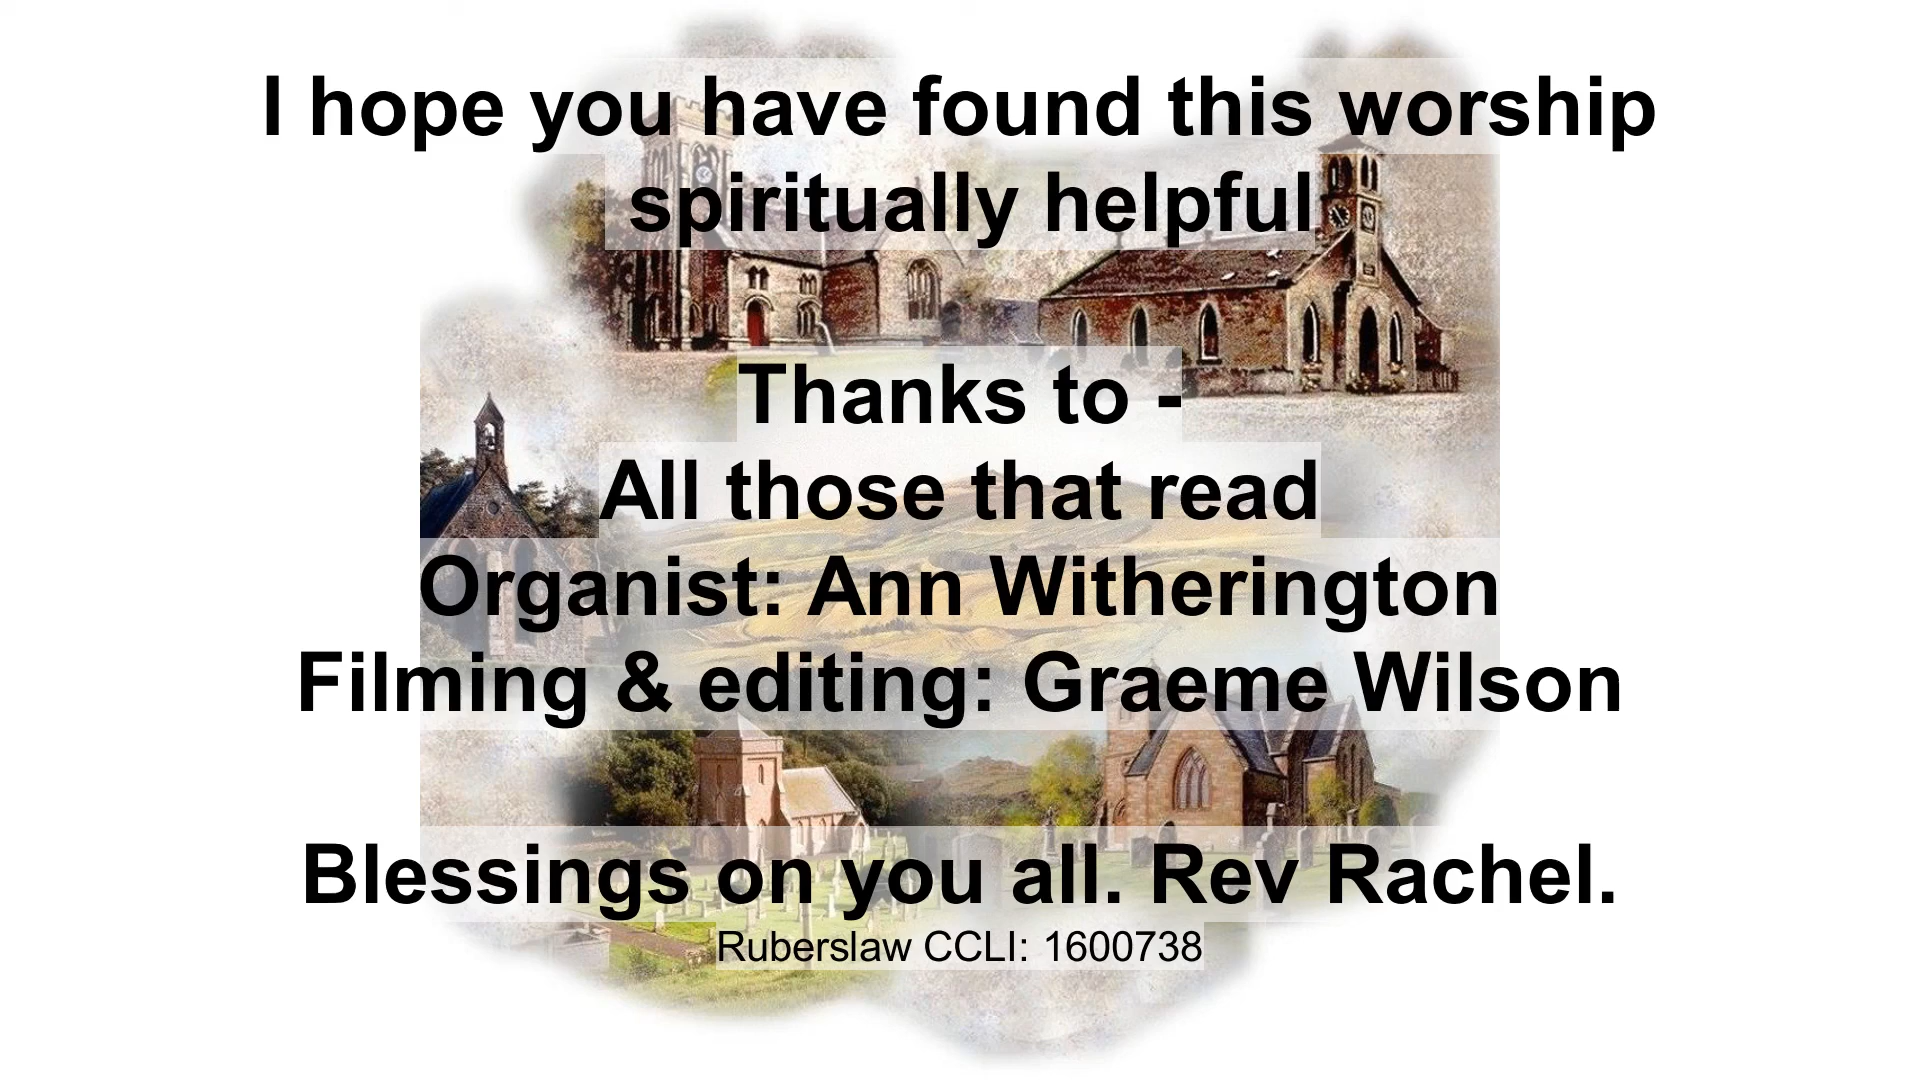 I hope you have found this worship
spiritually helpful
Thanks to -
All those that read
Organist: Ann Witherington
Filming & editing: Graeme Wilson
Blessings on you all. Rev Rachel.
Ruberslaw CCLI: 1600738